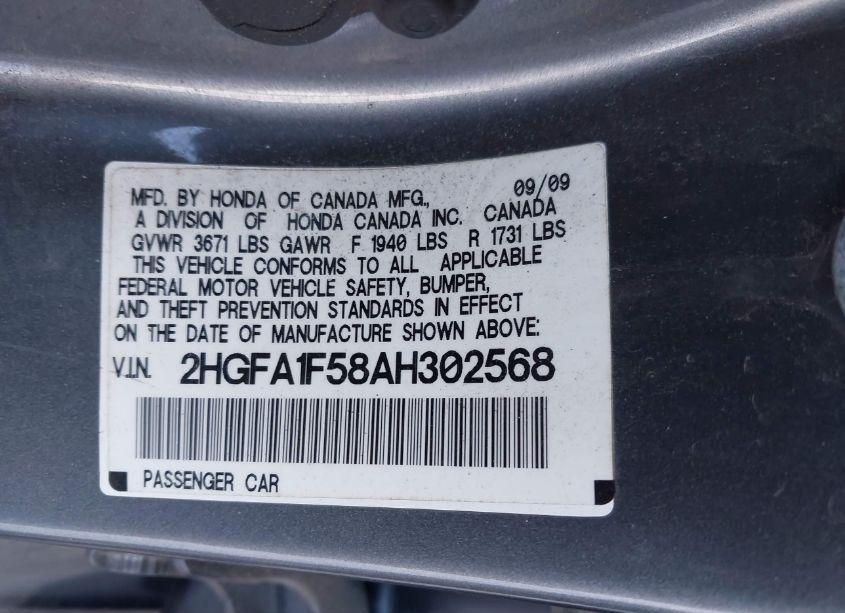 MFD. BY HONDA OF CANADA MFG., 09/09
A DIVISION OF HONDA CANADA INC. CANADA
GVWR 3671 LBS GAWR F 1940 LBS R 1731 LBS
THIS VEHICLE CONFORMS TO ALL APPLICABLE
FEDERAL MOTOR VEHICLE SAFETY, BUMPER,
AND THEFT PREVENTION STANDARDS IN EFFECT
ON THE DATE OF MANUFACTURE SHOWN ABOVE:
V.I.N. 2HGFA1F58AH302568
PASSENGER CAR